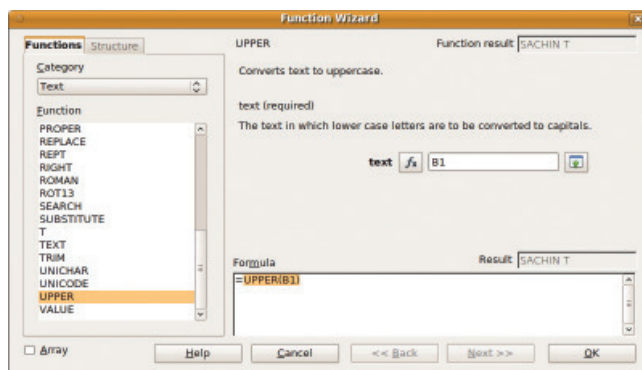 Function Wizard
Functions Structure
Category
Text
Function
PROPER
REPLACE
REPT
RIGHT
ROMAN
ROT13
SEARCH
SUBSTITUTE
T
TEXT
TRIM
UNICHAR
UNICODE
UPPER
VALUE
UPPER Function result SACHIN T
Converts text to uppercase.
text (required)
The text in which lower case letters are to be converted to capitals.
text fx B1
Formula Result SACHIN T
=UPPER(B1)
Array Help Cancel << Back Next >> OK